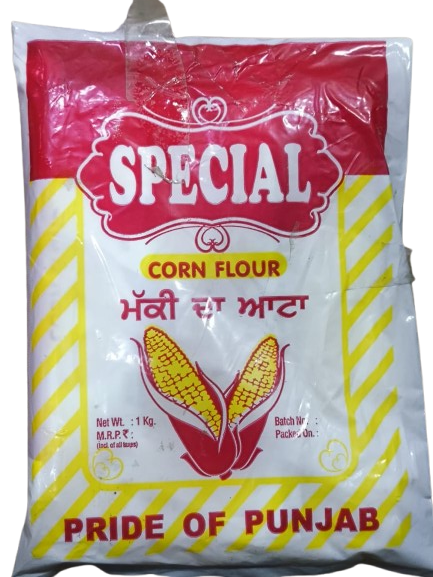 SPECIAL
CORN FLOUR
ਮੱਕੀ ਦਾ ਆਟਾ
Net Wt. : 1 Kg.
M.R.P. ₹ :
(Incl. of all taxes)
Batch No. :
Packed On. :
PRIDE OF PUNJAB